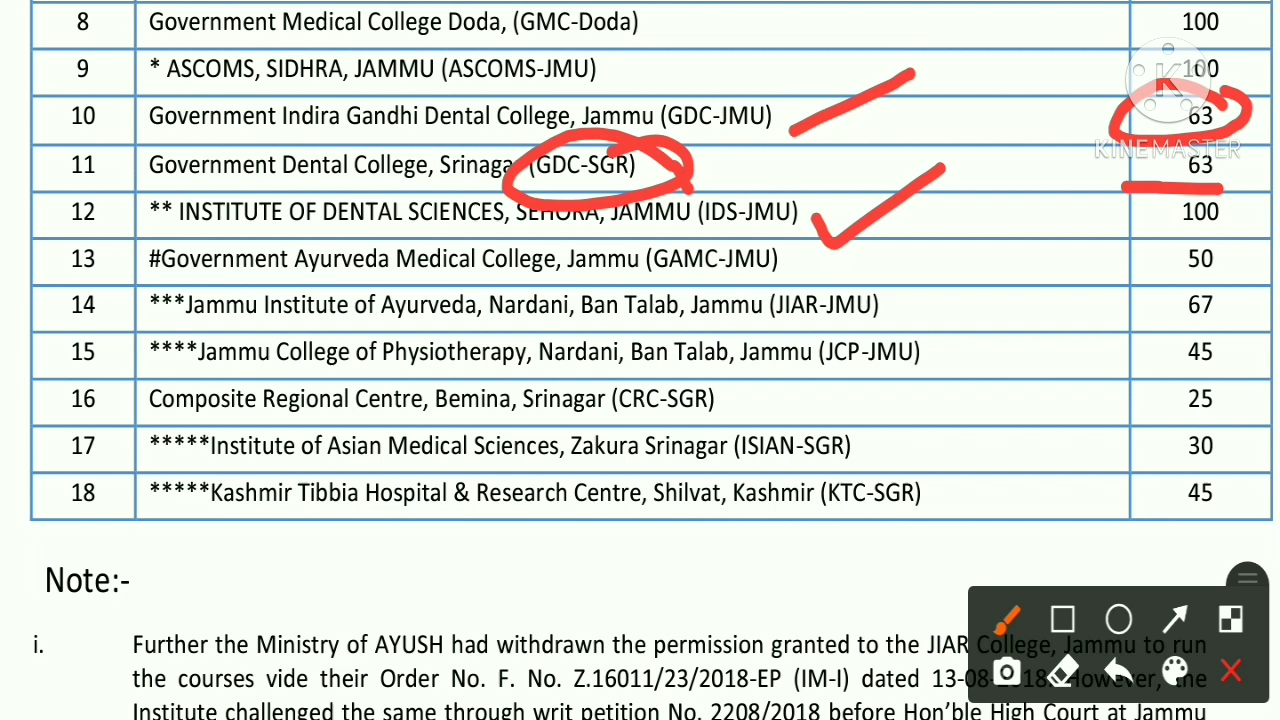 8 Government Medical College Doda, (GMC-Doda) 100
9 * ASCOMS, SIDHRA, JAMMU (ASCOMS-JMU) 100
10 Government Indira Gandhi Dental College, Jammu (GDC-JMU) 63
K
KINEMASTER
11 Government Dental College, Srinagar (GDC-SGR) 63
12 ** INSTITUTE OF DENTAL SCIENCES, SEHORA, JAMMU (IDS-JMU) 100
13 #Government Ayurveda Medical College, Jammu (GAMC-JMU) 50
14 ***Jammu Institute of Ayurveda, Nardani, Ban Talab, Jammu (JIAR-JMU) 67
15 ****Jammu College of Physiotherapy, Nardani, Ban Talab, Jammu (JCP-JMU) 45
16 Composite Regional Centre, Bemina, Srinagar (CRC-SGR) 25
17 *****Institute of Asian Medical Sciences, Zakura Srinagar (ISIAN-SGR) 30
18 *****Kashmir Tibbia Hospital & Research Centre, Shilvat, Kashmir (KTC-SGR) 45
Note:-
i. Further the Ministry of AYUSH had withdrawn the permission granted to the JIAR College, Jammu to run
the courses vide their Order No. F. No. Z.16011/23/2018-EP (IM-I) dated 13-08-2018. However, the
Institute challenged the same through writ petition No. 2208/2018 before Hon'ble High Court at Jammu